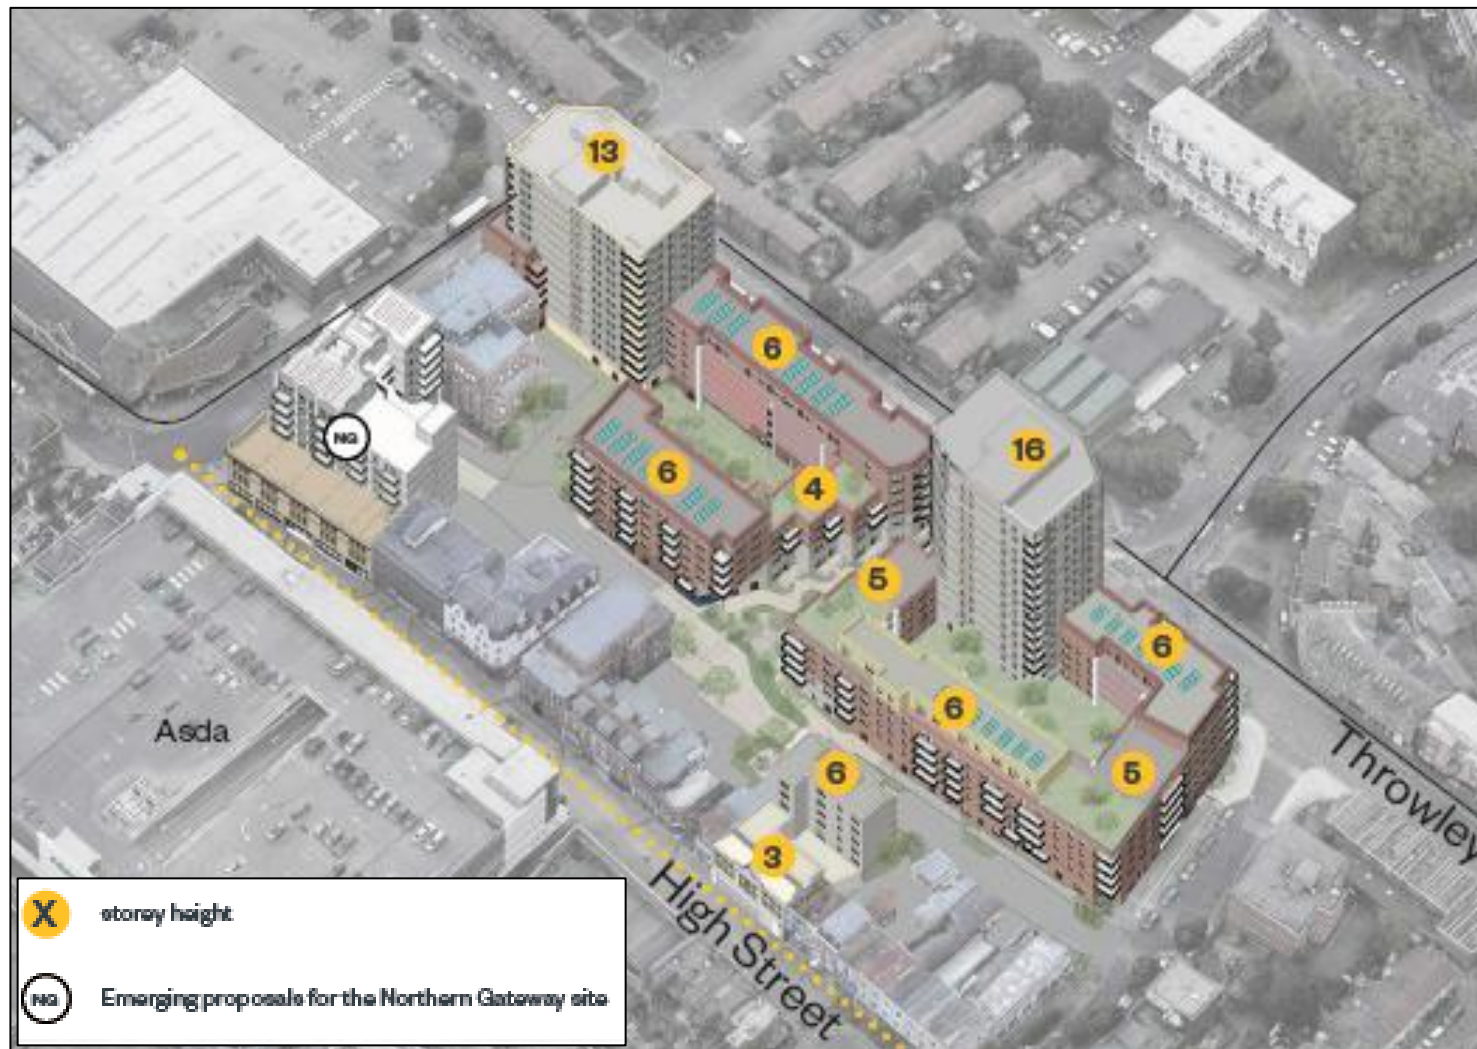 13
6
16
6
4
NG
5
6
6
Asda
6
5
Throwley
3
High Street
X storey height
NG Emerging proposals for the Northern Gateway site